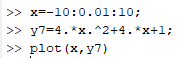 >> x=-10:0.01:10;
>> y7=4.*x.^2+4.*x+1;
>> plot(x,y7)